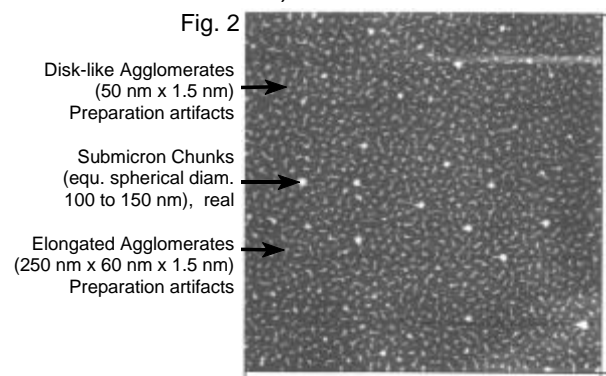 Fig. 2
Disk-like Agglomerates
(50 nm x 1.5 nm)
Preparation artifacts
Submicron Chunks
(equ. spherical diam.
100 to 150 nm), real
Elongated Agglomerates
(250 nm x 60 nm x 1.5 nm)
Preparation artifacts